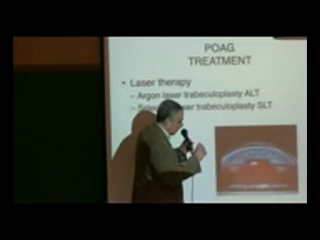 POAG
TREATMENT
• Laser therapy
– Argon laser trabeculoplasty ALT
– laser trabeculoplasty SLT